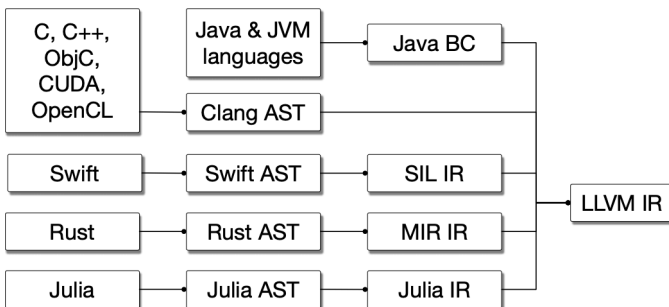 C, C++,
ObjC,
CUDA,
OpenCL
Java & JVM
languages
Java BC
Clang AST
Swift
Swift AST
SIL IR
LLVM IR
Rust
Rust AST
MIR IR
Julia
Julia AST
Julia IR